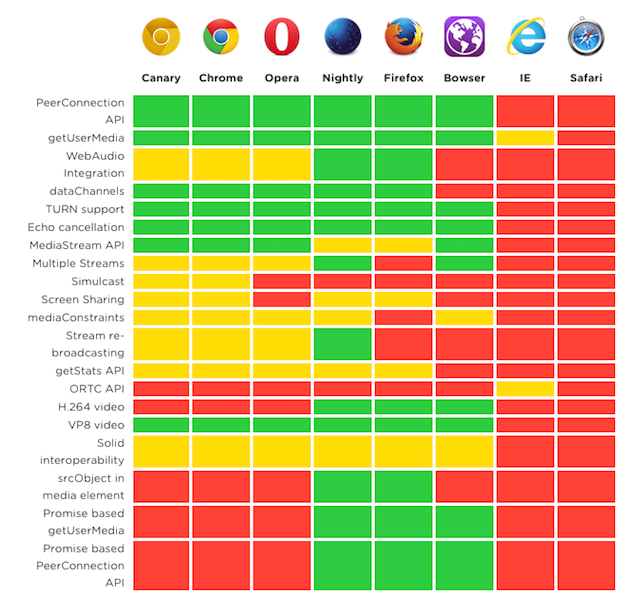 Canary Chrome Opera Nightly Firefox Bowser IE Safari
PeerConnection
API
getUserMedia
WebAudio
Integration
dataChannels
TURN support
Echo cancellation
MediaStream API
Multiple Streams
Simulcast
Screen Sharing
mediaConstraints
Stream re-
broadcasting
getStats API
ORTC API
H.264 video
VP8 video
Solid
interoperability
srcObject in
media element
Promise based
getUserMedia
Promise based
PeerConnection
API